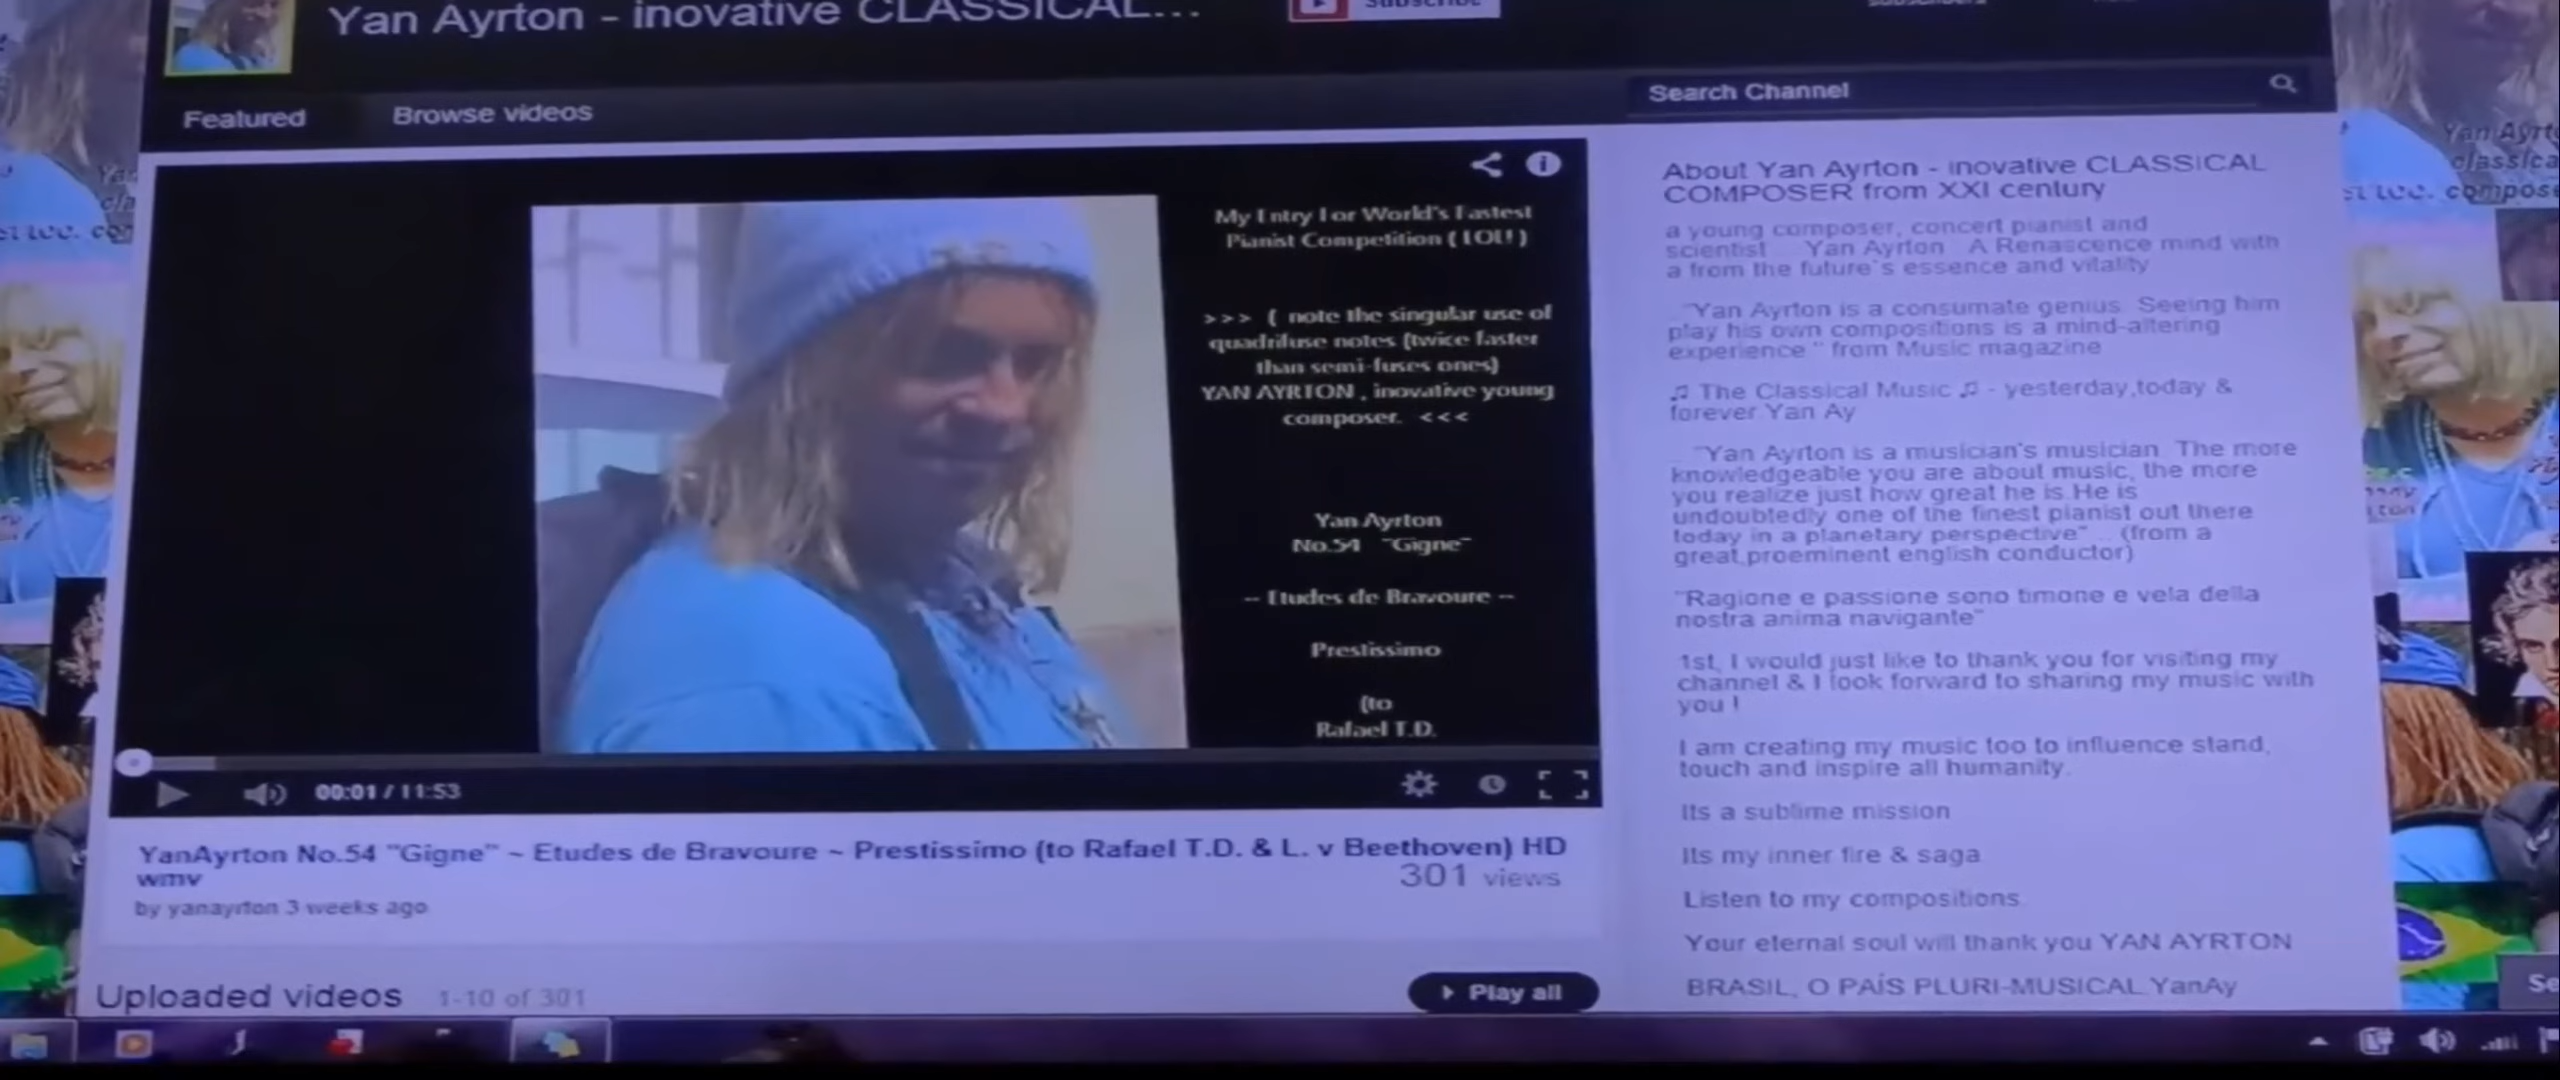 Yan Ayrton - inovative CLASSICAL...
Subscribe
Featured
Browse videos
Search Channel
My Entry For World's Fastest
Pianist Competition ( LOL! )
>>> ( note the singular use of
quadrifuse notes (twice faster
than semi-fuses ones)
YAN AYRTON , inovative young
composer. <<<
Yan Ayrton
No.54 "Gigne"
-- Etudes de Bravoure --
Prestissimo
(to
Rafael T.D.
00:01 / 11:53
YanAyrton No.54 "Gigne" ~ Etudes de Bravoure ~ Prestissimo (to Rafael T.D. & L. v Beethoven) HD
wmv
301 views
by yanayrton 3 weeks ago
Uploaded videos 1-10 of 301
Play all
About Yan Ayrton - inovative CLASSICAL
COMPOSER from XXI century
a young composer, concert pianist and
scientist ... Yan Ayrton A Renascence mind with
a from the future's essence and vitality
"Yan Ayrton is a consumate genius. Seeing him
play his own compositions is a mind-altering
experience." from Music magazine
♫ The Classical Music ♫ - yesterday,today &
forever Yan Ay
"Yan Ayrton is a musician's musician. The more
knowledgeable you are about music, the more
you realize just how great he is.He is
undoubtedly one of the finest pianist out there
today in a planetary perspective" .. (from a
great,proeminent english conductor)
"Ragione e passione sono timone e vela della
nostra anima navigante"
1st, I would just like to thank you for visiting my
channel & I look forward to sharing my music with
you !
I am creating my music too to influence stand,
touch and inspire all humanity.
Its a sublime mission
Its my inner fire & saga
Listen to my compositions.
Your eternal soul will thank you YAN AYRTON
BRASIL, O PAÍS PLURI-MUSICAL YanAy